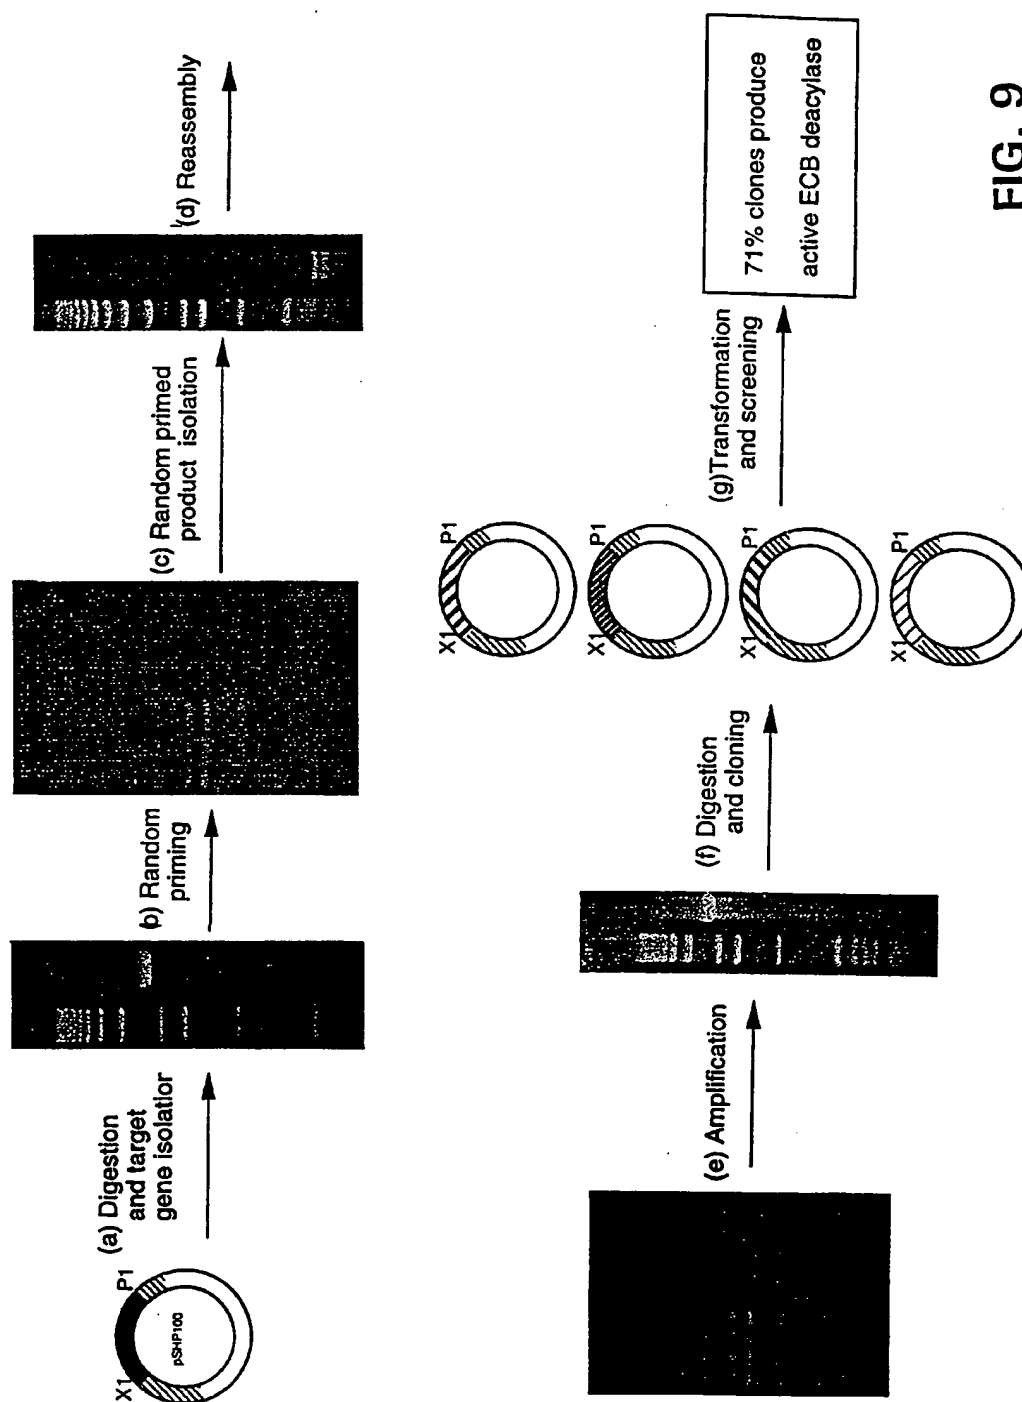 X1
P1
pSHP100
(a) Digestion
and target
gene isolatior
(b) Random
priming
(c) Random primed
product isolation
(d) Reassembly
(e) Amplification
(f) Digestion
and cloning
X1
P1
X1
P1
X1
P1
X1
P1
(g)Transformation
and screening
71% clones produce
active ECB deacylase
FIG. 9